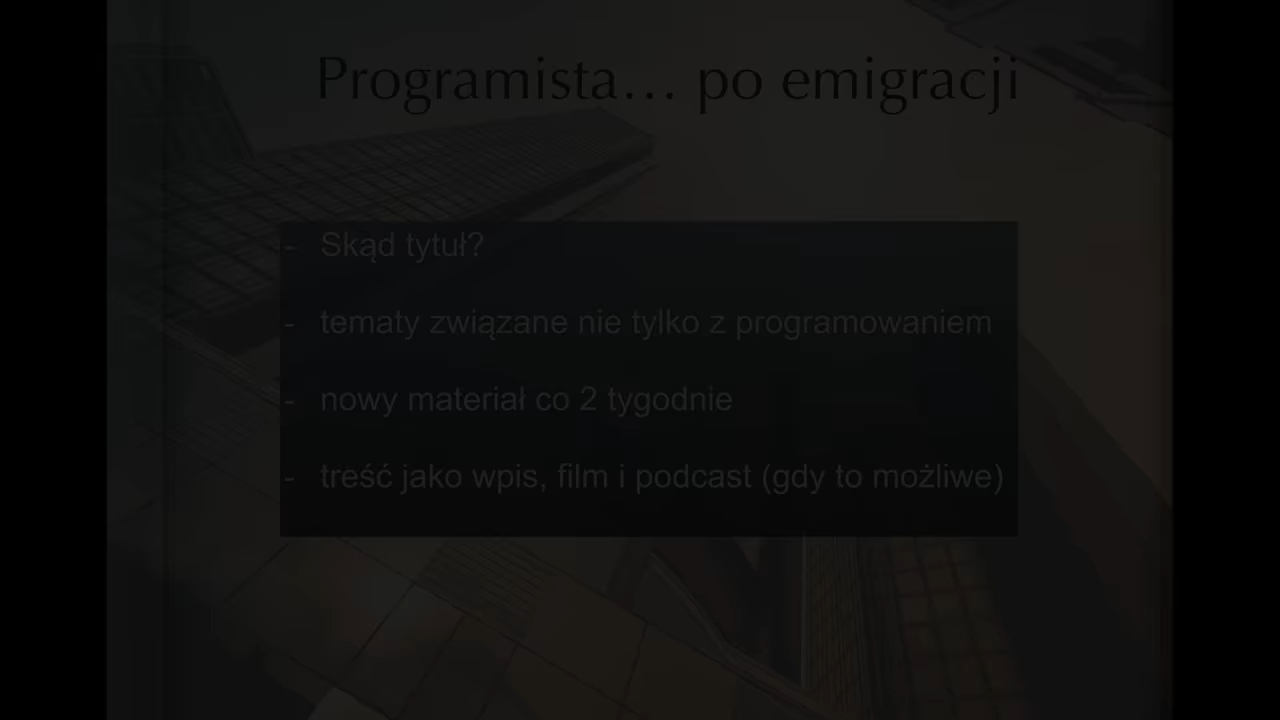 Programista... po emigracji
- Skąd tytuł?
- tematy związane nie tylko z programowaniem
- nowy materiał co 2 tygodnie
- treść jako wpis, film i podcast (gdy to możliwe)